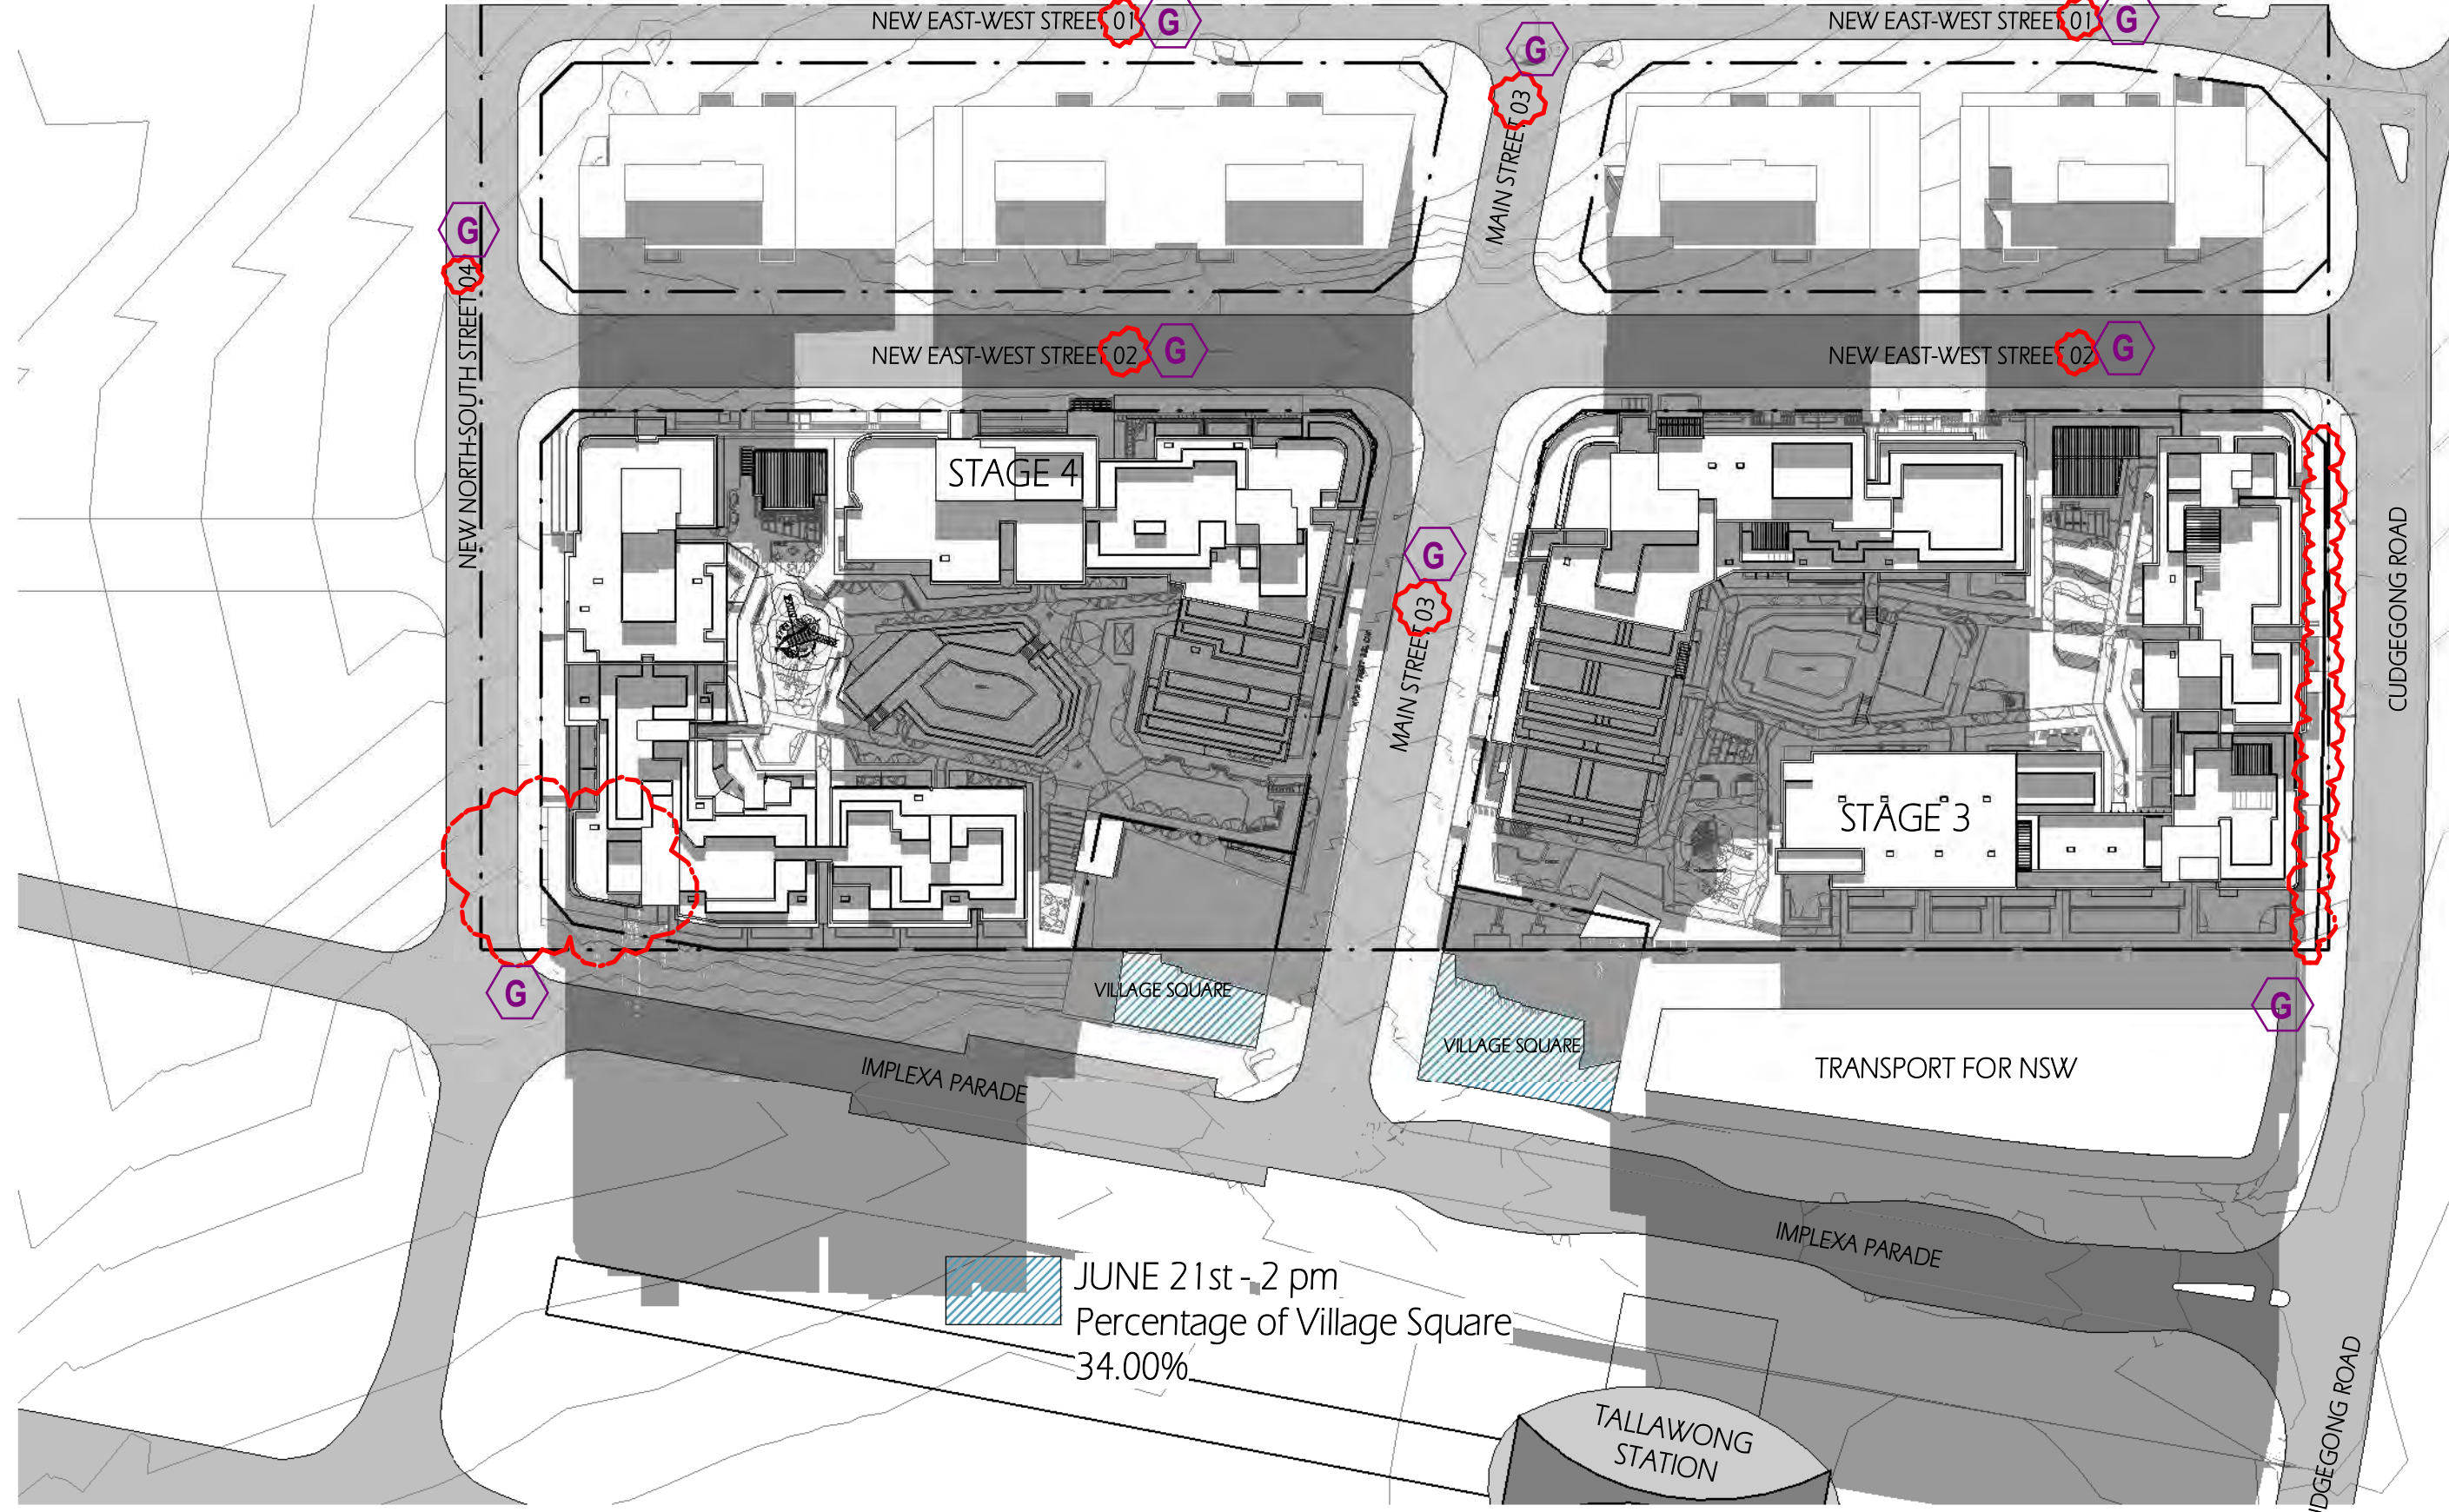 NEW EAST-WEST STREET 01
G
NEW EAST-WEST STREET 01
G
G
MAIN STREET 03
G
NEW NORTH-SOUTH STREET 04
NEW EAST-WEST STREET 02
G
NEW EAST-WEST STREET 02
G
STAGE 4
G
MAIN STREET 03
CUDGEGONG ROAD
STAGE 3
G
VILLAGE SQUARE
VILLAGE SQUARE
G
TRANSPORT FOR NSW
IMPLEXA PARADE
IMPLEXA PARADE
JUNE 21st - 2 pm
Percentage of Village Square
34.00%
TALLAWONG
STATION
UDGEGONG ROAD